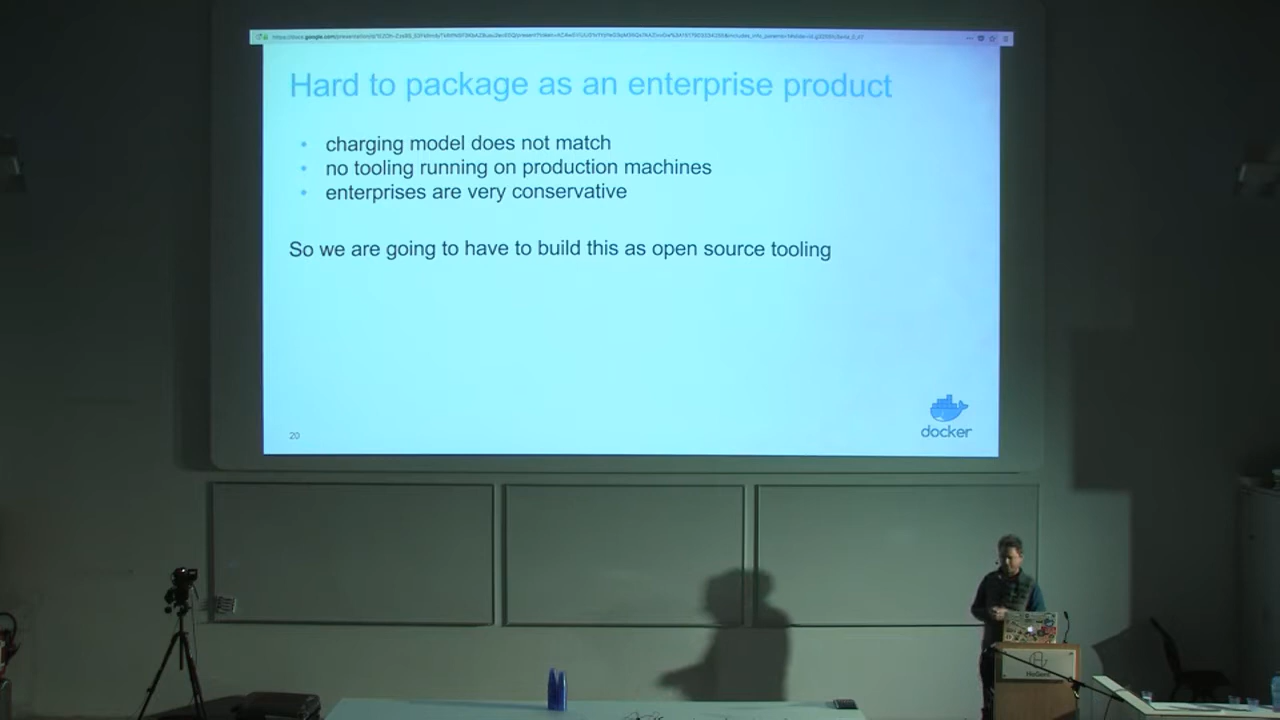 Hard to package as an enterprise product
• charging model does not match
• no tooling running on production machines
• enterprises are very conservative
So we are going to have to build this as open source tooling
20
docker
HoGent